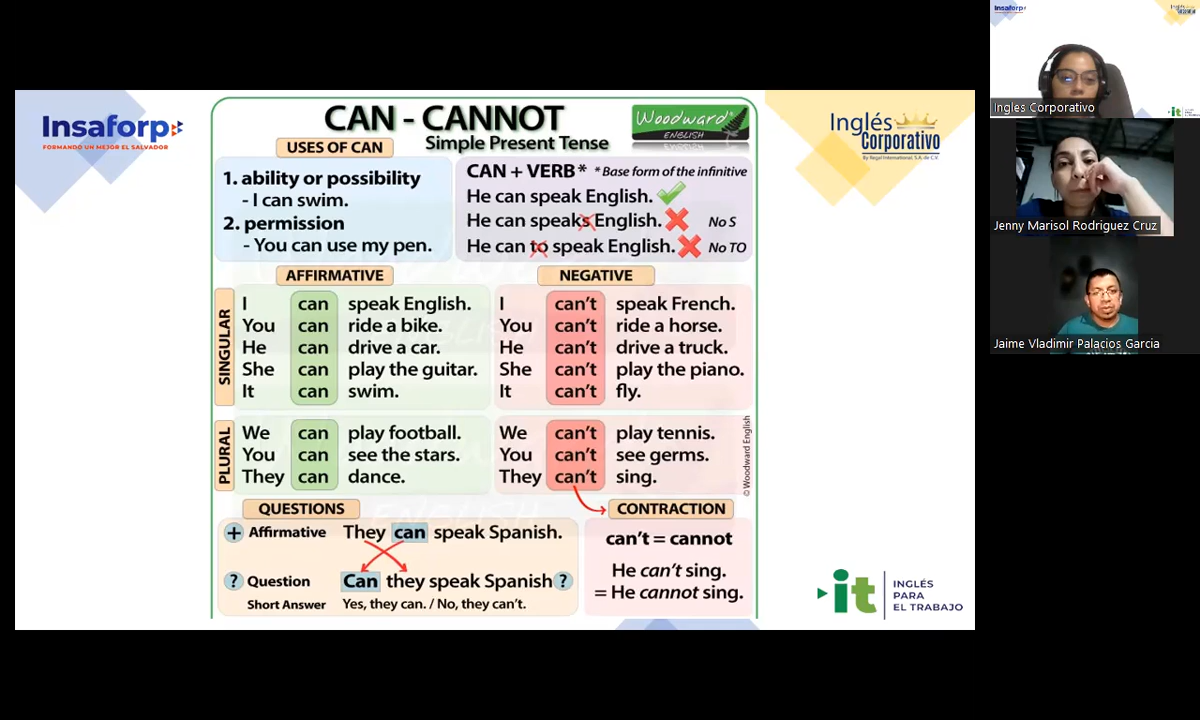 Insaforp
FORMANDO UN MEJOR EL SALVADOR
CAN - CANNOT
Simple Present Tense
Woodward
ENGLISH
Inglés
Corporativo
By Regal International, S.A. de C.V.
USES OF CAN
1. ability or possibility
- I can swim.
2. permission
- You can use my pen.
CAN + VERB* * Base form of the infinitive
He can speak English.
He can speaks English. No S
He can to speak English. No TO
AFFIRMATIVE
SINGULAR
I can speak English.
You can ride a bike.
He can drive a car.
She can play the guitar.
It can swim.
PLURAL
We can play football.
You can see the stars.
They can dance.
NEGATIVE
I can't speak French.
You can't ride a horse.
He can't drive a truck.
She can't play the piano.
It can't fly.
We can't play tennis.
You can't see germs.
They can't sing.
© Woodward English
QUESTIONS
+ Affirmative They can speak Spanish.
? Question Can they speak Spanish?
Short Answer Yes, they can. / No, they can't.
CONTRACTION
can't = cannot
He can't sing.
= He cannot sing.
it
INGLÉS
PARA
EL TRABAJO
Insaforp
Ingles Corporativo
Jenny Marisol Rodriguez Cruz
Jaime Vladimir Palacios Garcia